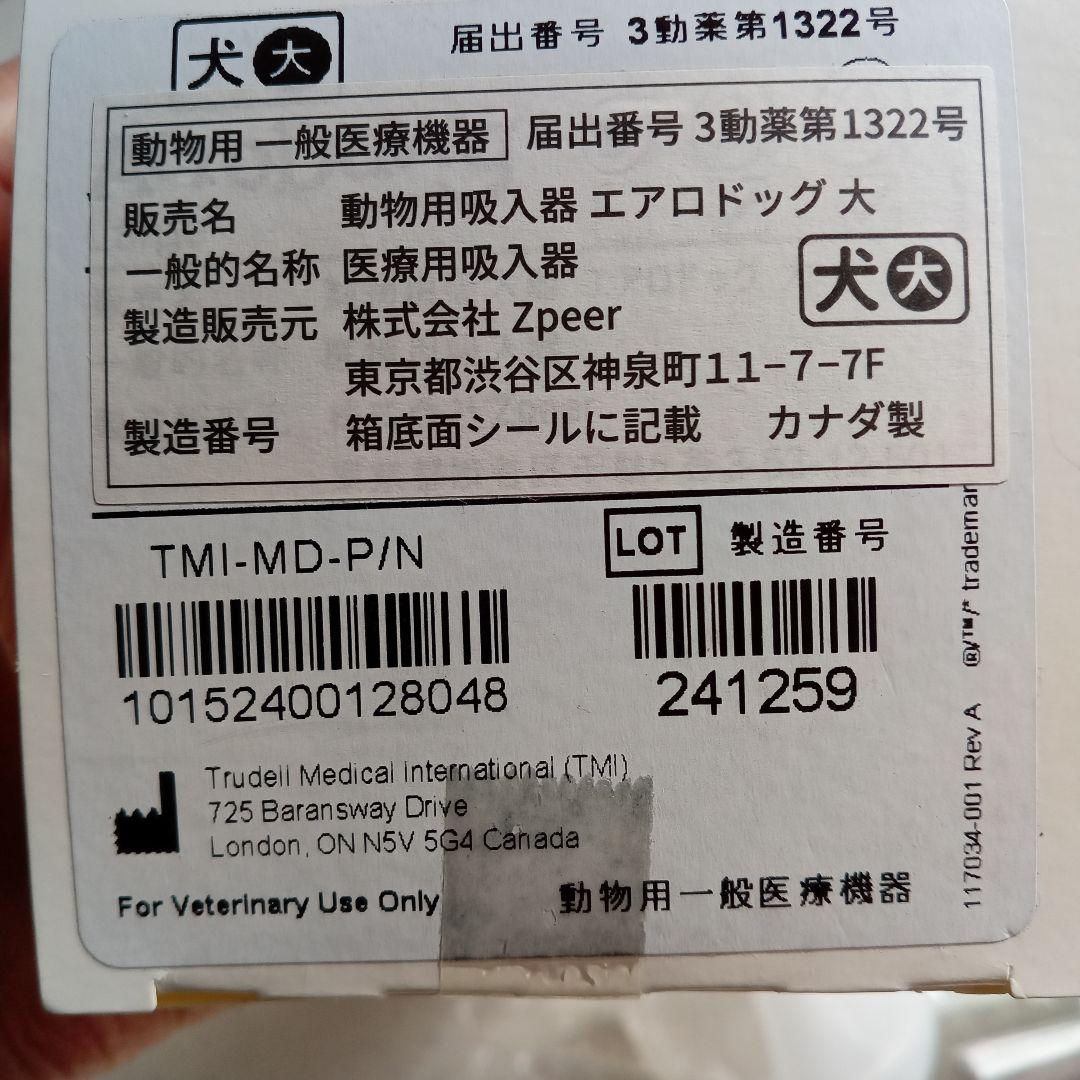 犬 大
届出番号 3動薬第1322号
動物用 一般医療機器 届出番号 3動薬第1322号
販売名 動物用吸入器 エアロドッグ 大
一般的名称 医療用吸入器
犬 大
製造販売元 株式会社 Zpeer
東京都渋谷区神泉町11-7-7F
製造番号 箱底面シールに記載 カナダ製
TMI-MD-P/N
LOT 製造番号
10152400128048
241259
Trudell Medical International (TMI)
725 Baransway Drive
London, ON N5V 5G4 Canada
For Veterinary Use Only
動物用一般医療機器
117034-001 Rev A ®/™/* trademar